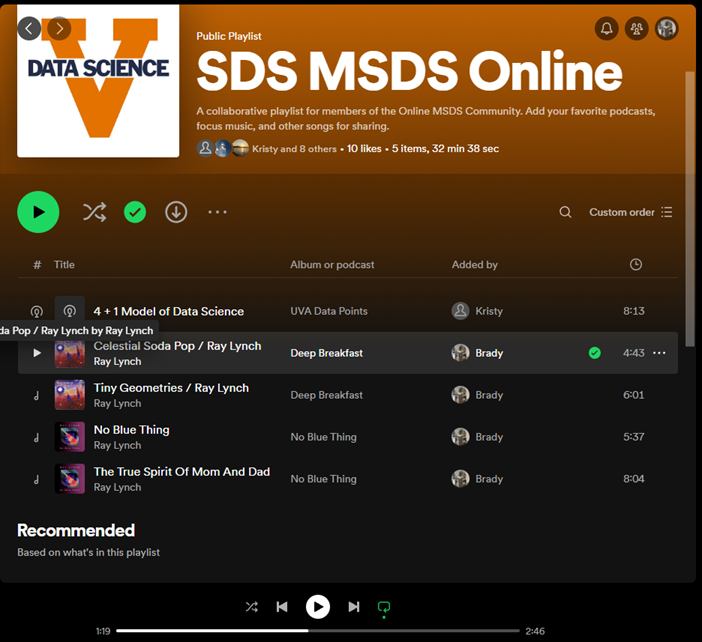 V
DATA SCIENCE
Public Playlist
SDS MSDS Online
A collaborative playlist for members of the Online MSDS Community. Add your favorite podcasts,
focus music, and other songs for sharing.
Kristy and 8 others • 10 likes • 5 items, 32 min 38 sec
Custom order
# Title Album or podcast Added by
4 + 1 Model of Data Science UVA Data Points Kristy 8:13
da Pop / Ray Lynch by Ray Lynch
Celestial Soda Pop / Ray Lynch
Ray Lynch
Deep Breakfast Brady 4:43
Tiny Geometries / Ray Lynch
Ray Lynch
Deep Breakfast Brady 6:01
No Blue Thing
Ray Lynch
No Blue Thing Brady 5:37
The True Spirit Of Mom And Dad
Ray Lynch
No Blue Thing Brady 8:04
Recommended
Based on what's in this playlist
1:19 2:46